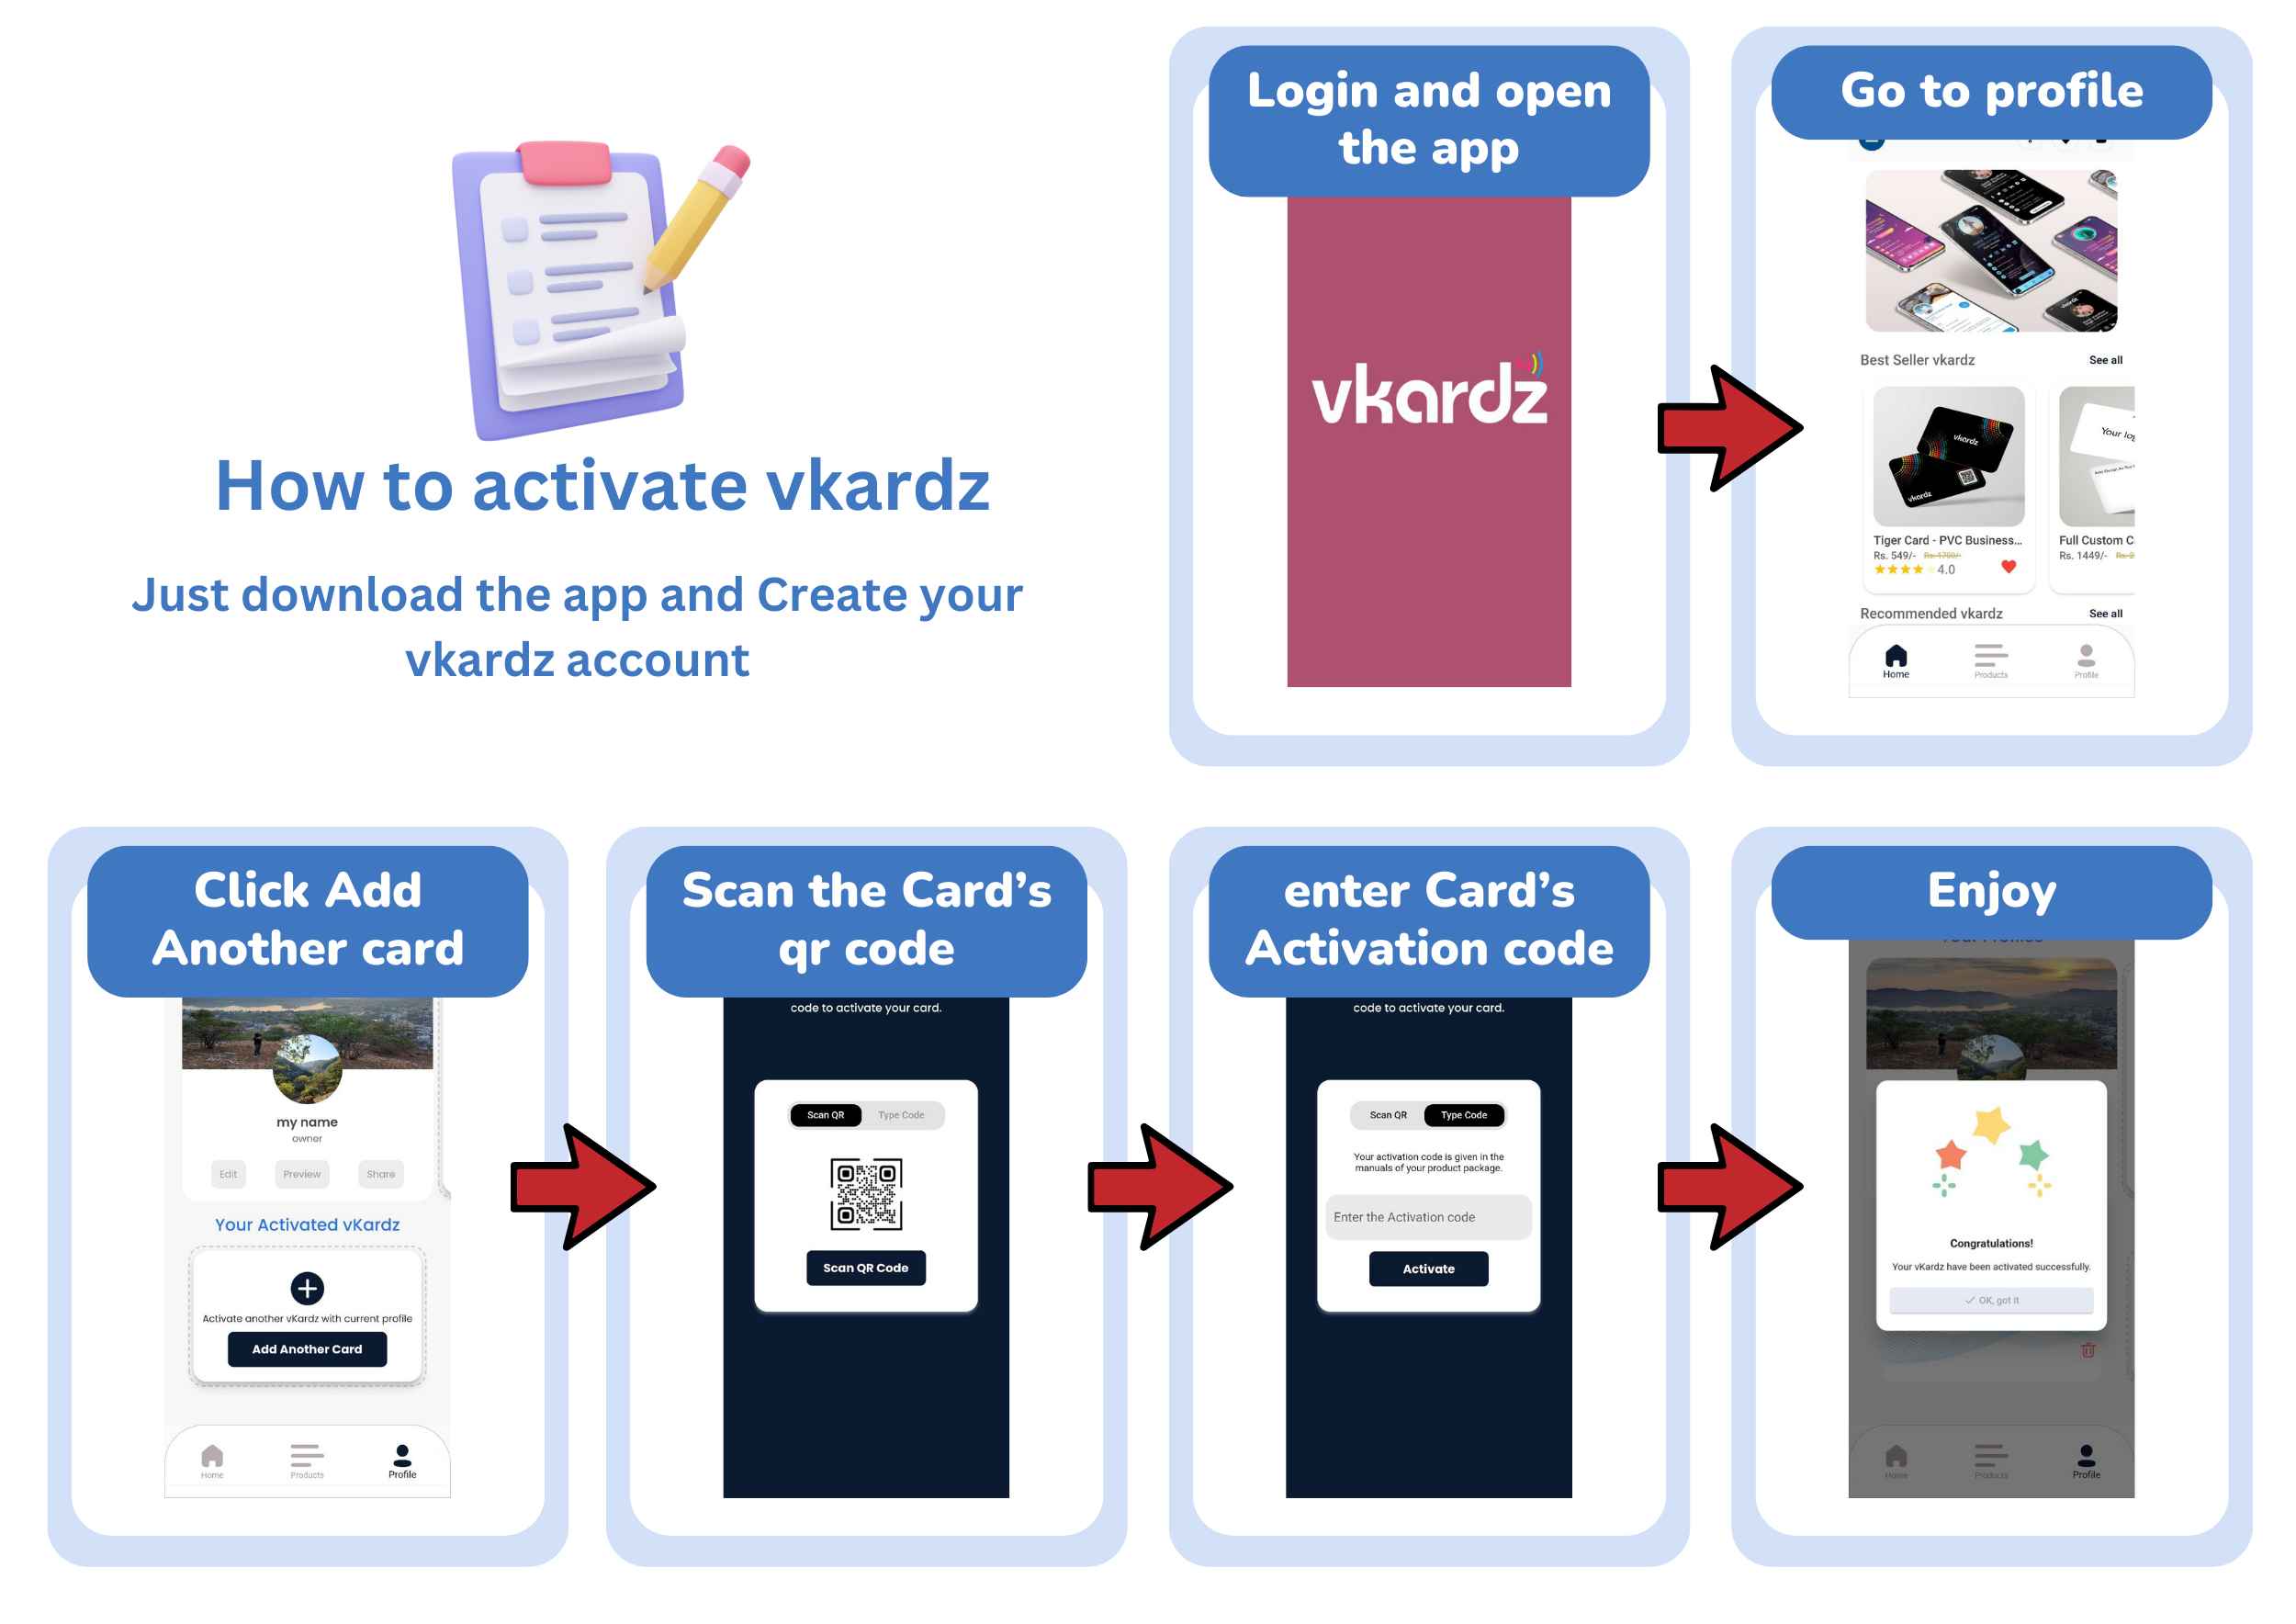 How to activate vkardz
Just download the app and Create your
vkardz account
Login and open
the app
vkardz
Go to profile
Best Seller vkardz
See all
vkardz
vkardz
Your
Tiger Card - PVC Business...
Rs. 549/- Rs. 1700/-
4.0
Full Custom C
Rs. 1449/- Rs.
Recommended vkardz
See all
Home
Products
Profile
Click Add
Another card
my name
owner
Edit
Preview
Share
Your Activated vKardz
Activate another vKardz with current profile
Add Another Card
Home
Products
Profile
Scan the Card's
qr code
code to activate your card.
Scan QR
Type Code
Scan QR Code
enter Card's
Activation code
code to activate your card.
Scan QR
Type Code
Your activation code is given in the
manuals of your product package.
Enter the Activation code
Activate
Enjoy
Congratulations!
Your vKardz have been activated successfully.
OK, got it
Home
Products
Profile